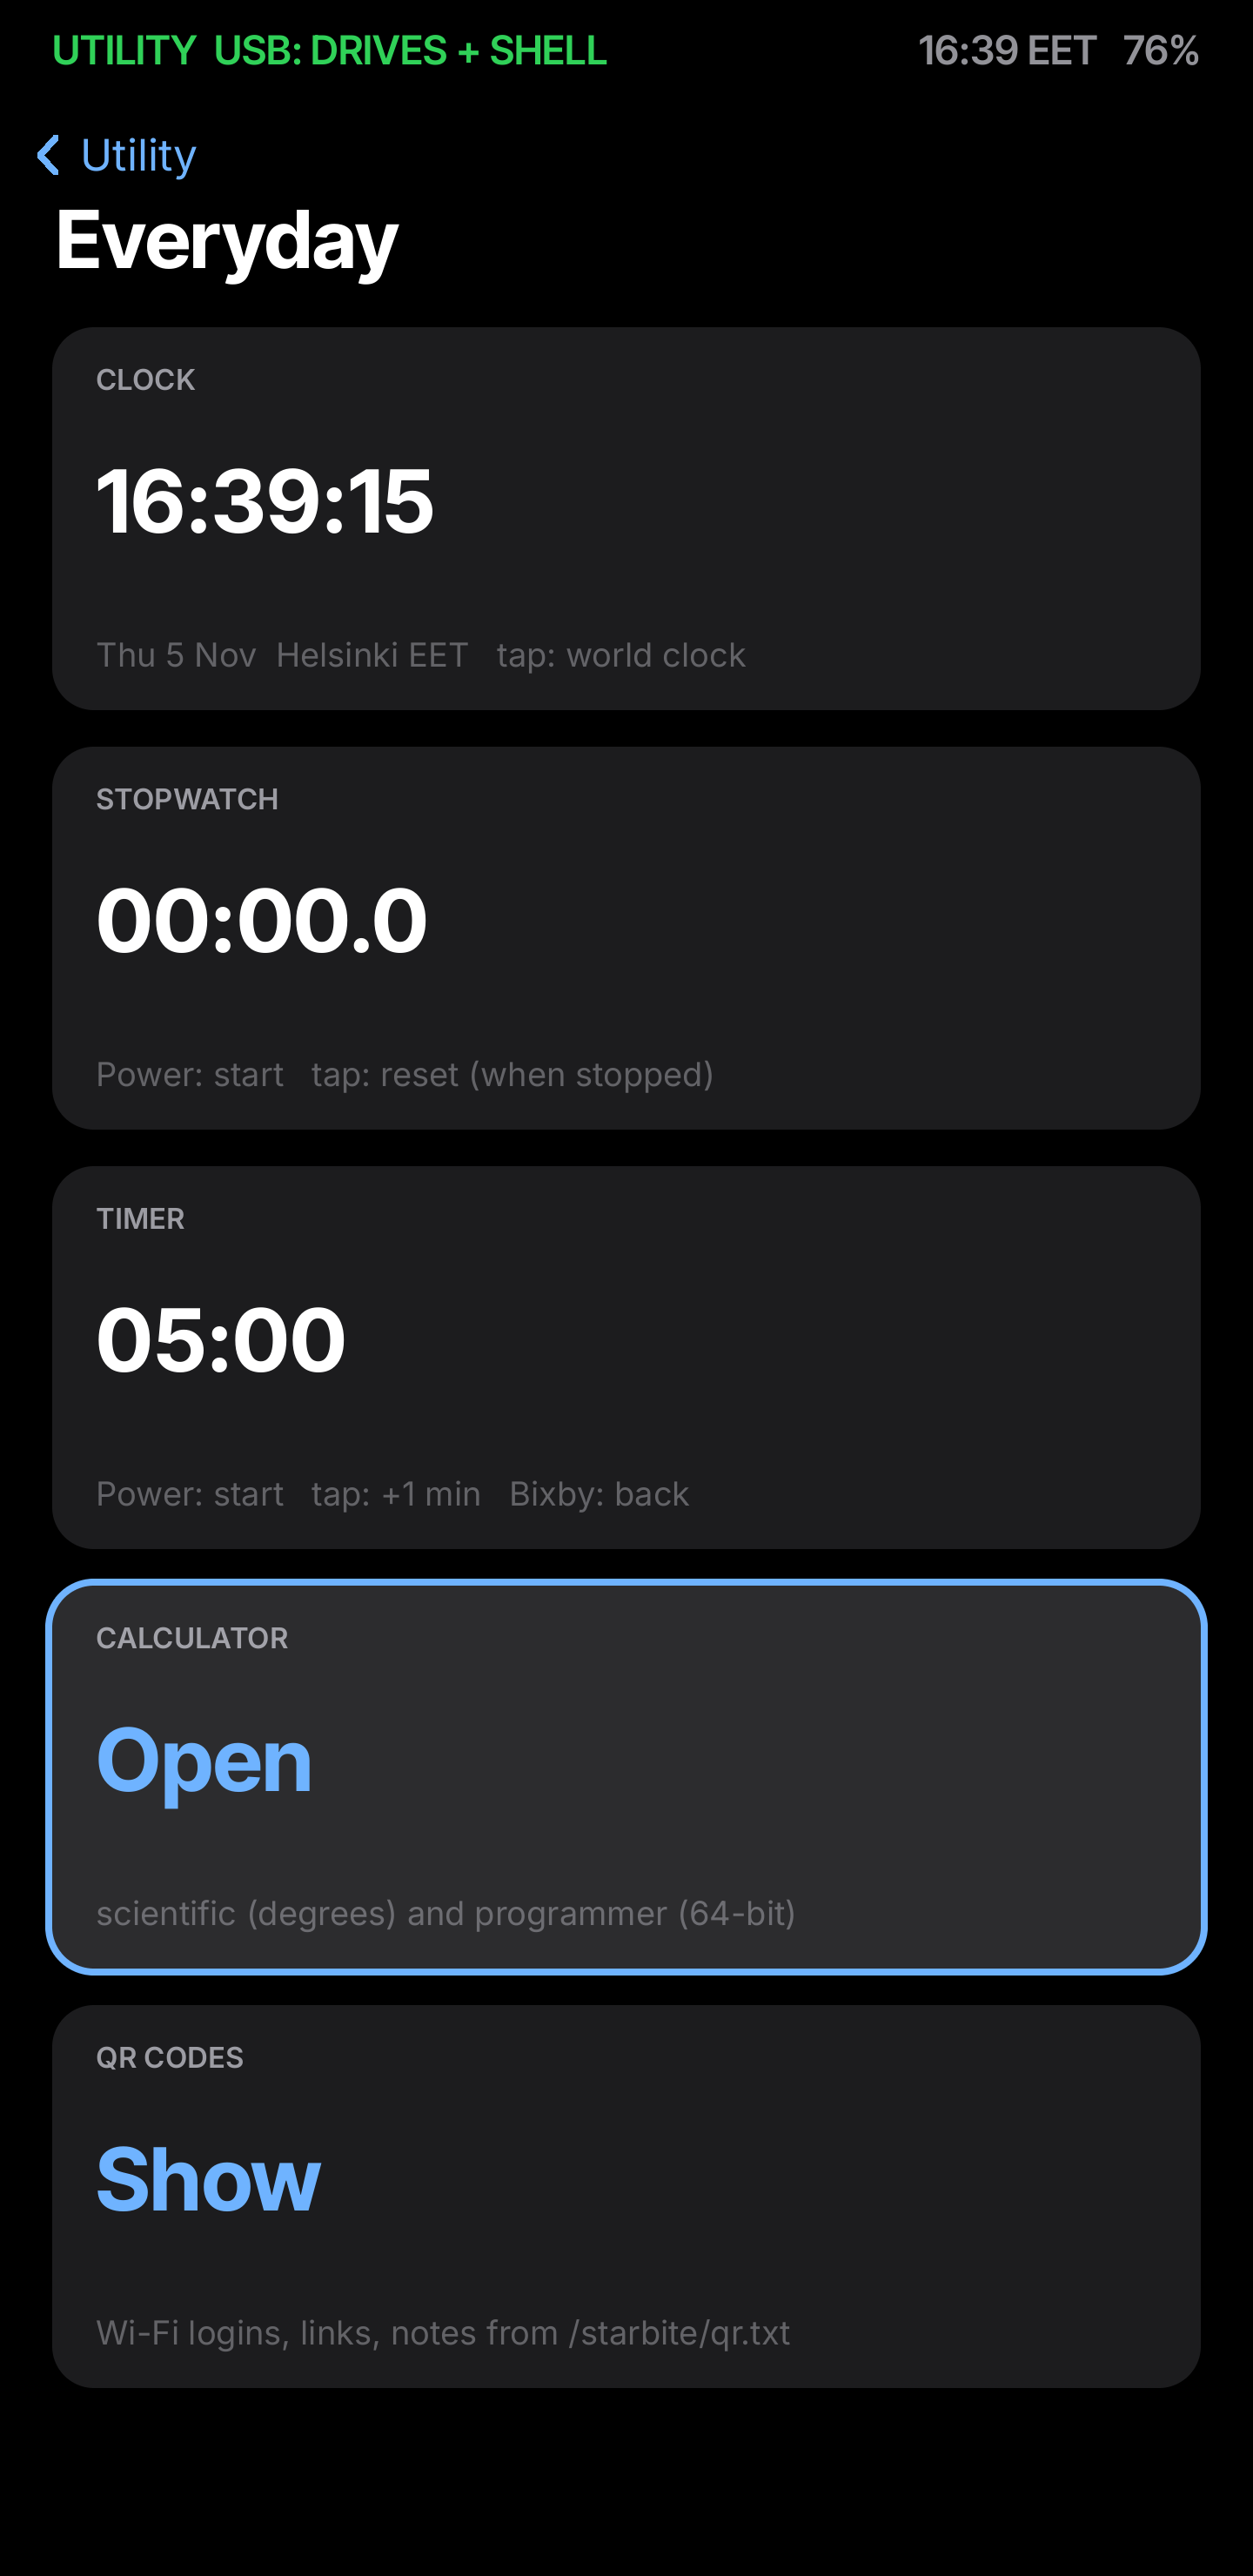 UTILITY USB: DRIVES + SHELL 16:39 EET 76%
Utility
Everyday
CLOCK
16:39:15
Thu 5 Nov Helsinki EET tap: world clock
STOPWATCH
00:00.0
Power: start tap: reset (when stopped)
TIMER
05:00
Power: start tap: +1 min Bixby: back
CALCULATOR
Open
scientific (degrees) and programmer (64-bit)
QR CODES
Show
Wi-Fi logins, links, notes from /starbite/qr.txt